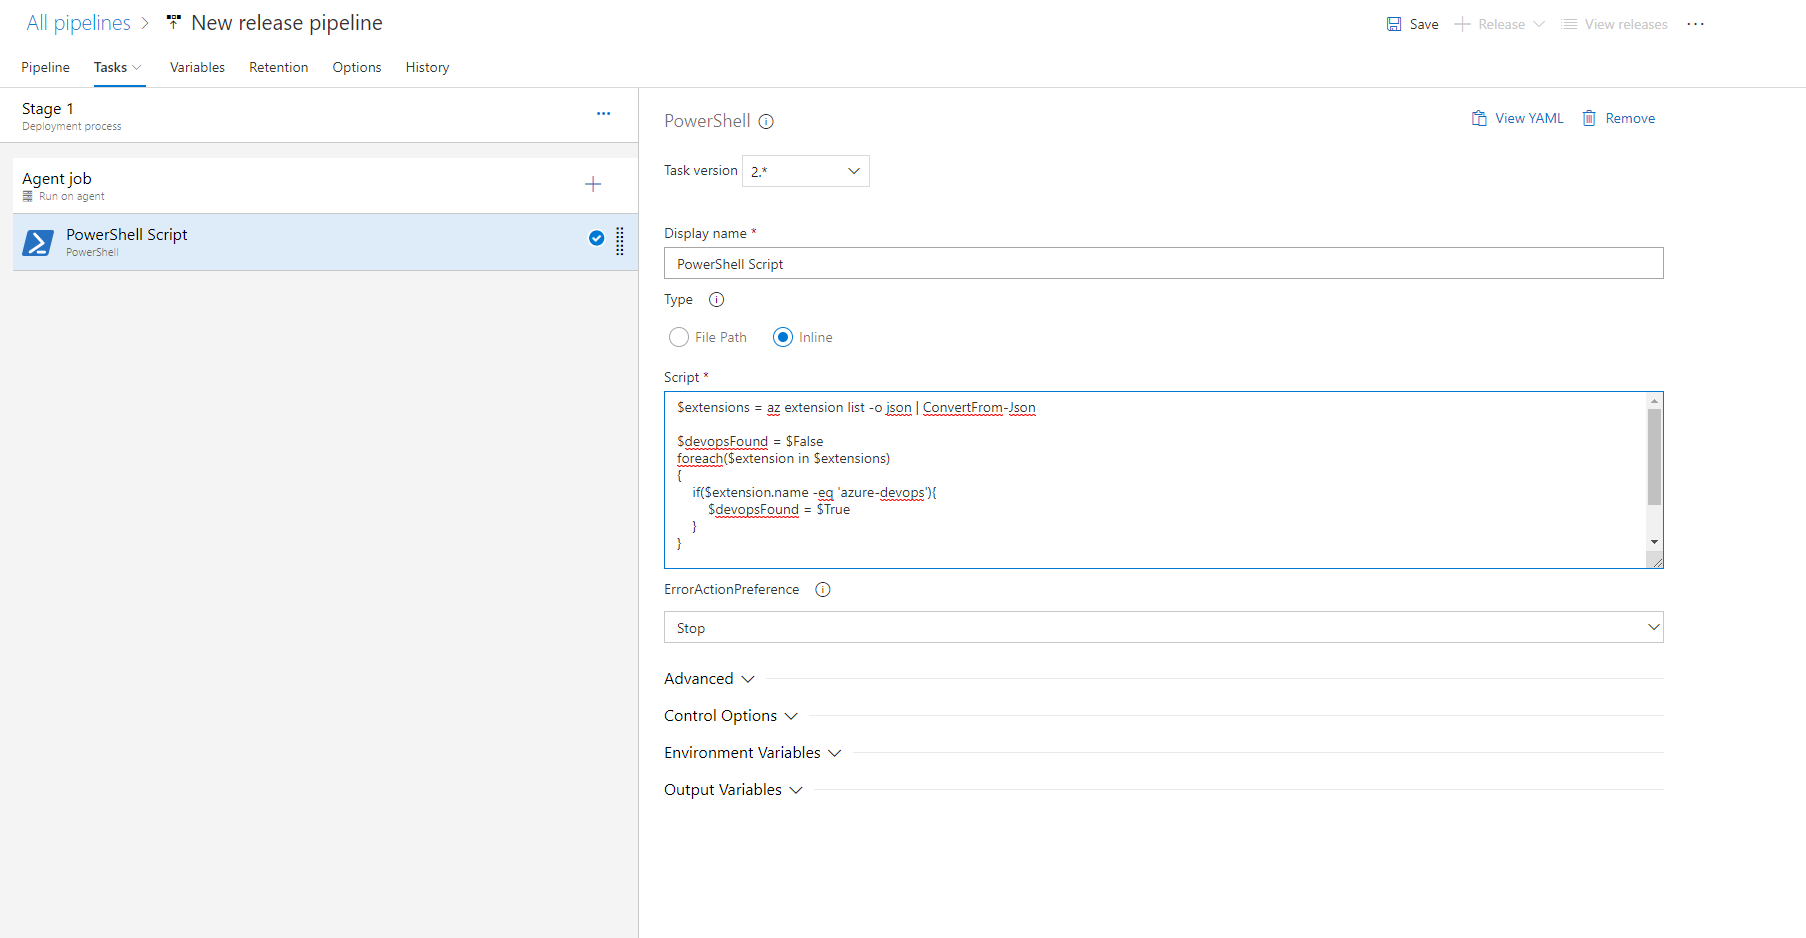 All pipelines > New release pipeline
Save Release View releases ...
Pipeline Tasks Variables Retention Options History
Stage 1
Deployment process
...
Agent job
Run on agent
PowerShell Script
PowerShell
PowerShell
View YAML Remove
Task version 2.*
Display name *
PowerShell Script
Type
File Path Inline
Script *
$extensions = az extension list -o json | ConvertFrom-Json
$devopsFound = $False
foreach($extension in $extensions)
{
if($extension.name -eq 'azure-devops'){
$devopsFound = $True
}
}
ErrorActionPreference
Stop
Advanced
Control Options
Environment Variables
Output Variables